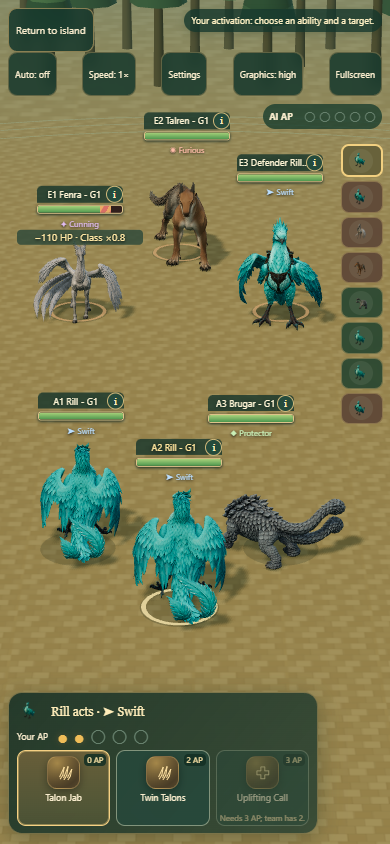 Return to island
Your activation: choose an ability and a target.
Auto: off
Speed: 1×
Settings
Graphics: high
Fullscreen
AI AP
E2 Talren - G1 i
Furious
E3 Defender Rill... i
Swift
E1 Fenra - G1 i
Cunning
−110 HP · Class ×0.8
A1 Rill - G1 i
Swift
A3 Brugar - G1 i
Protector
A2 Rill - G1 i
Swift
Rill acts · ➤ Swift
Your AP
0 AP
Talon Jab
2 AP
Twin Talons
3 AP
Uplifting Call
Needs 3 AP; team has 2.